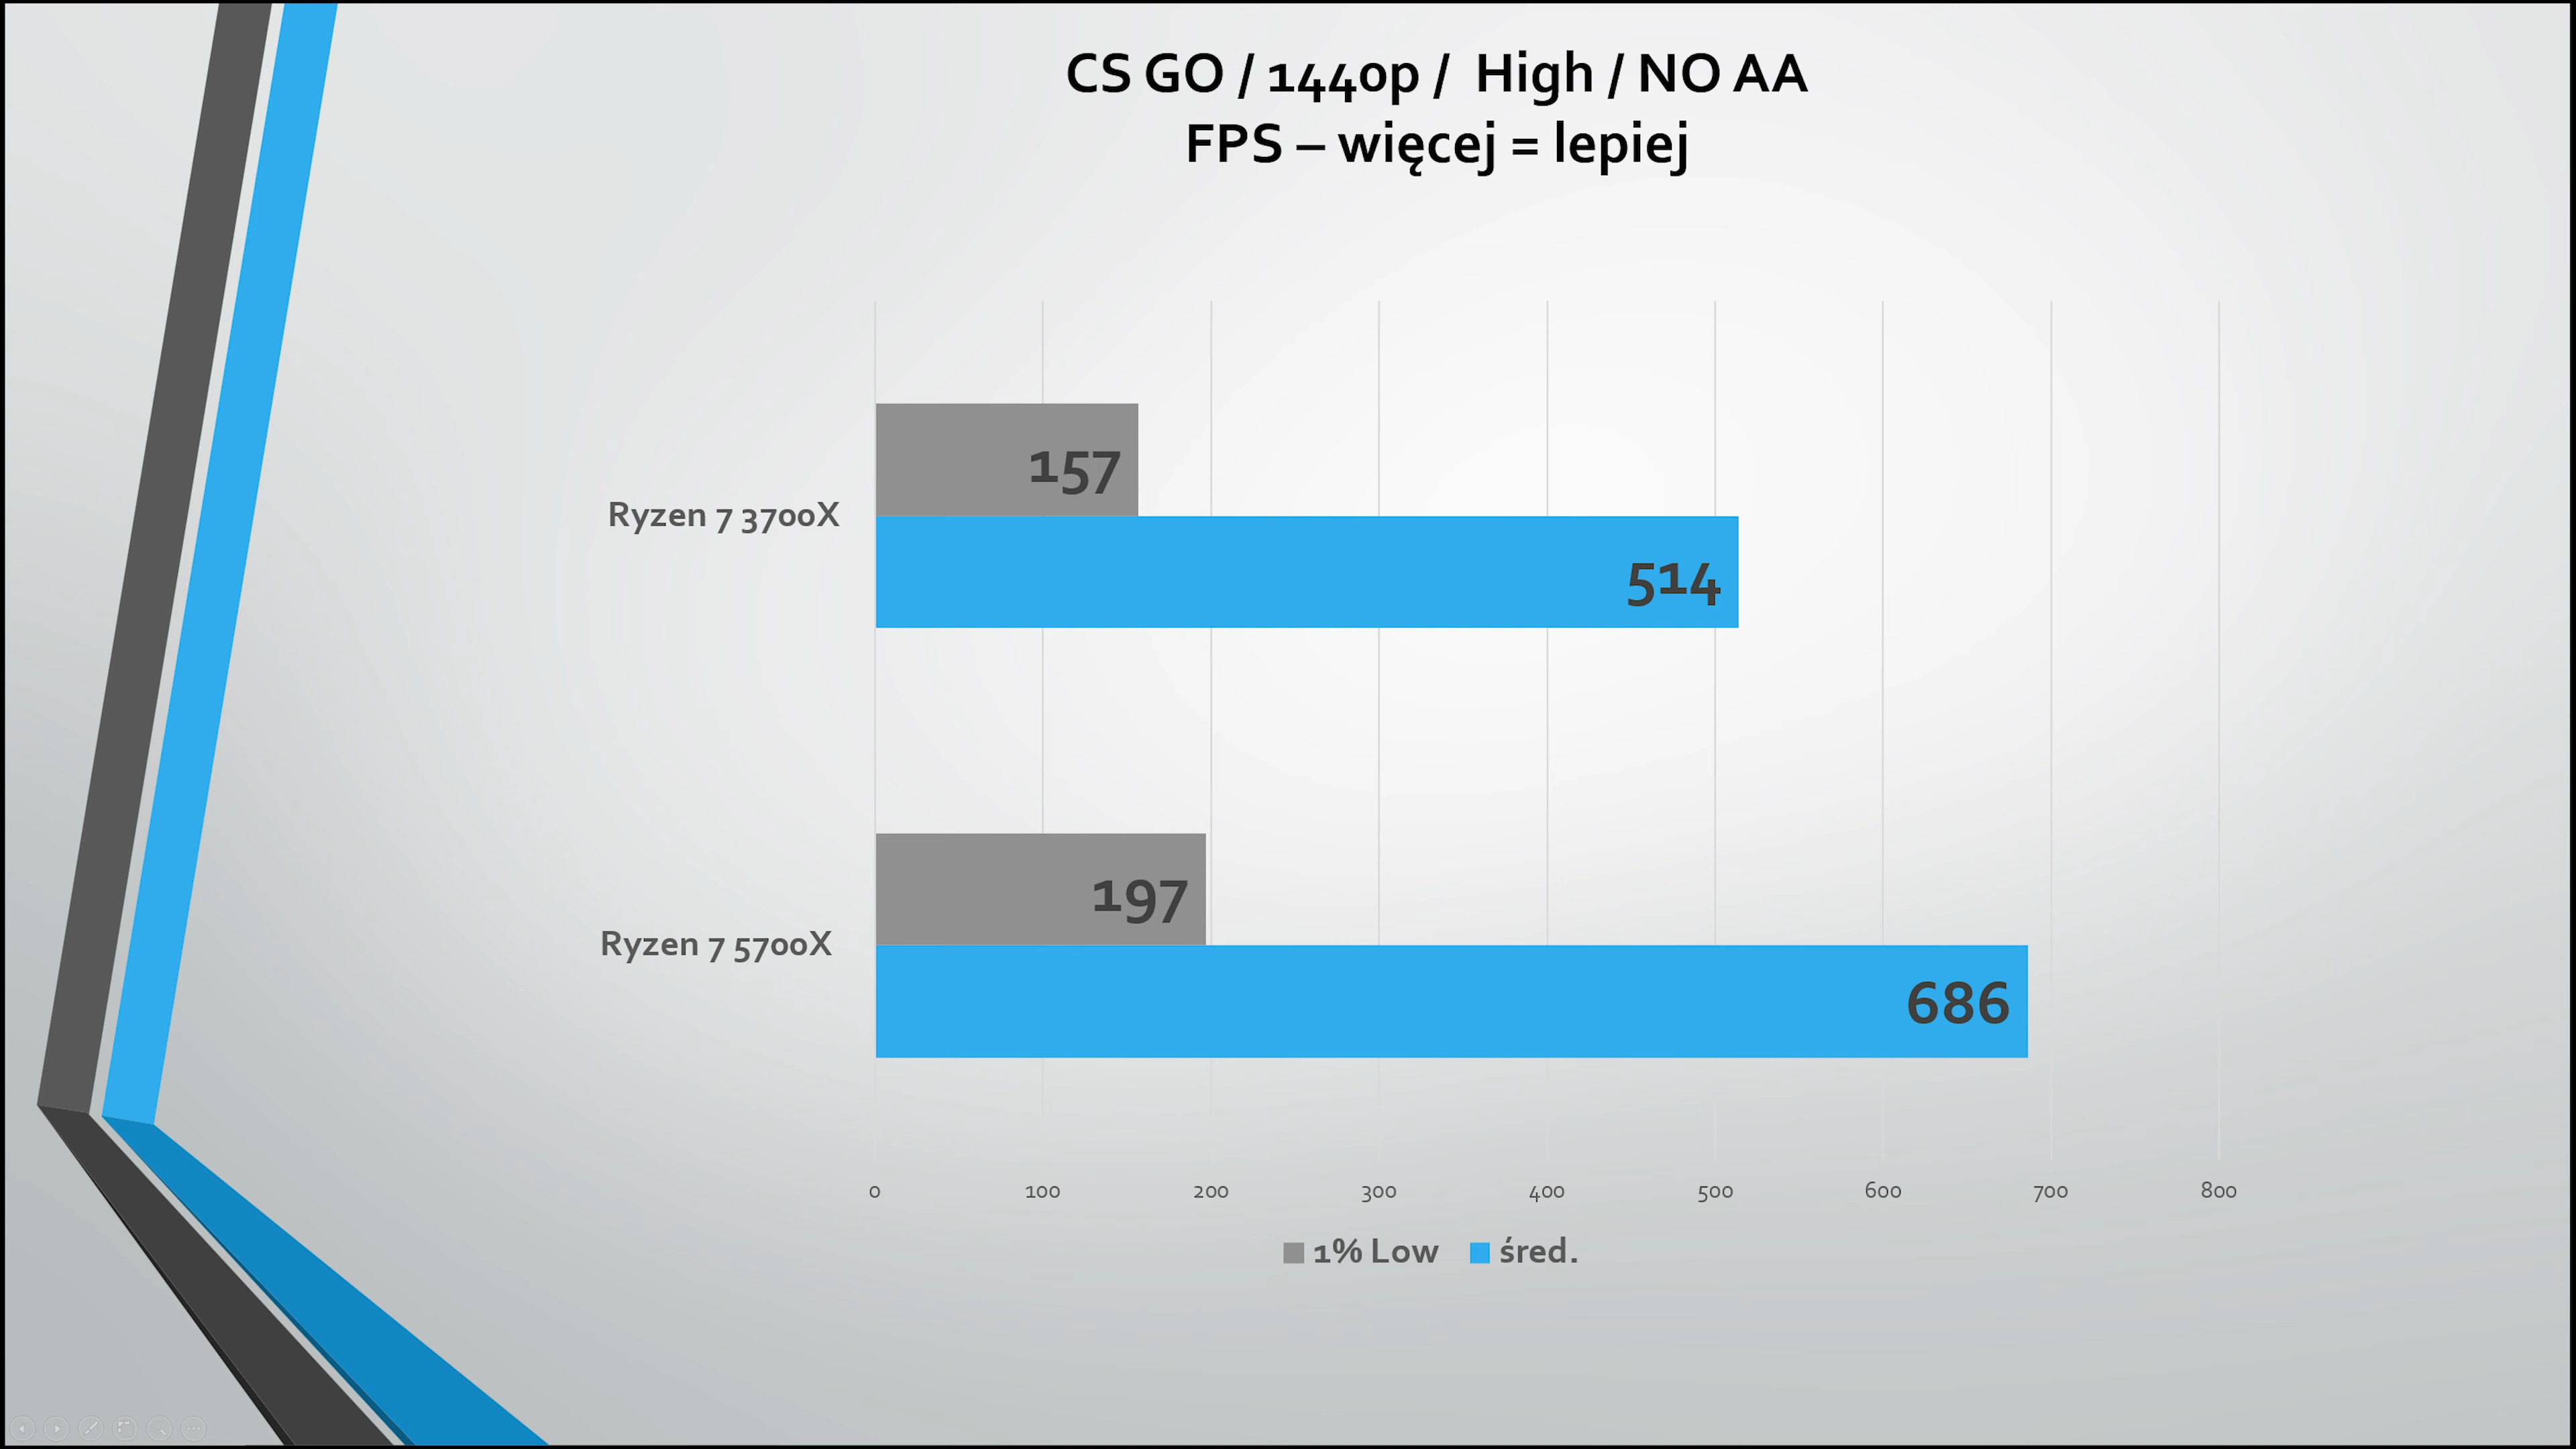 CS GO / 1440p / High / NO AA
FPS – więcej = lepiej
157
Ryzen 7 3700X
514
197
Ryzen 7 5700X
686
0 100 200 300 400 500 600 700 800
1% Low śred.